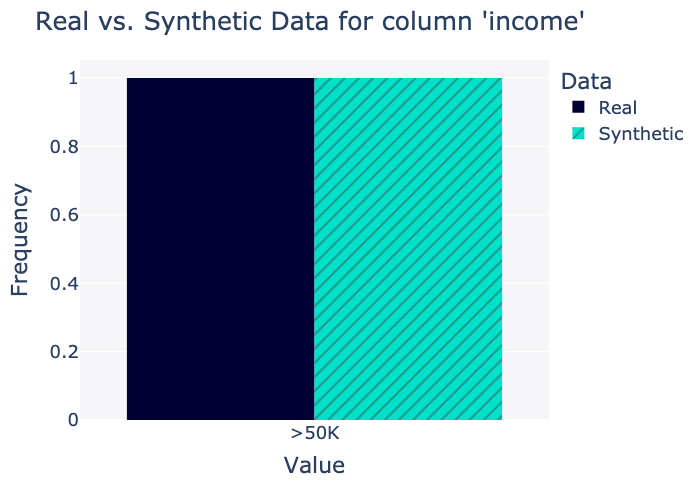 Real vs. Synthetic Data for column 'income'
Data
Real
Synthetic
Frequency
1
0.8
0.6
0.4
0.2
0
>50K
Value